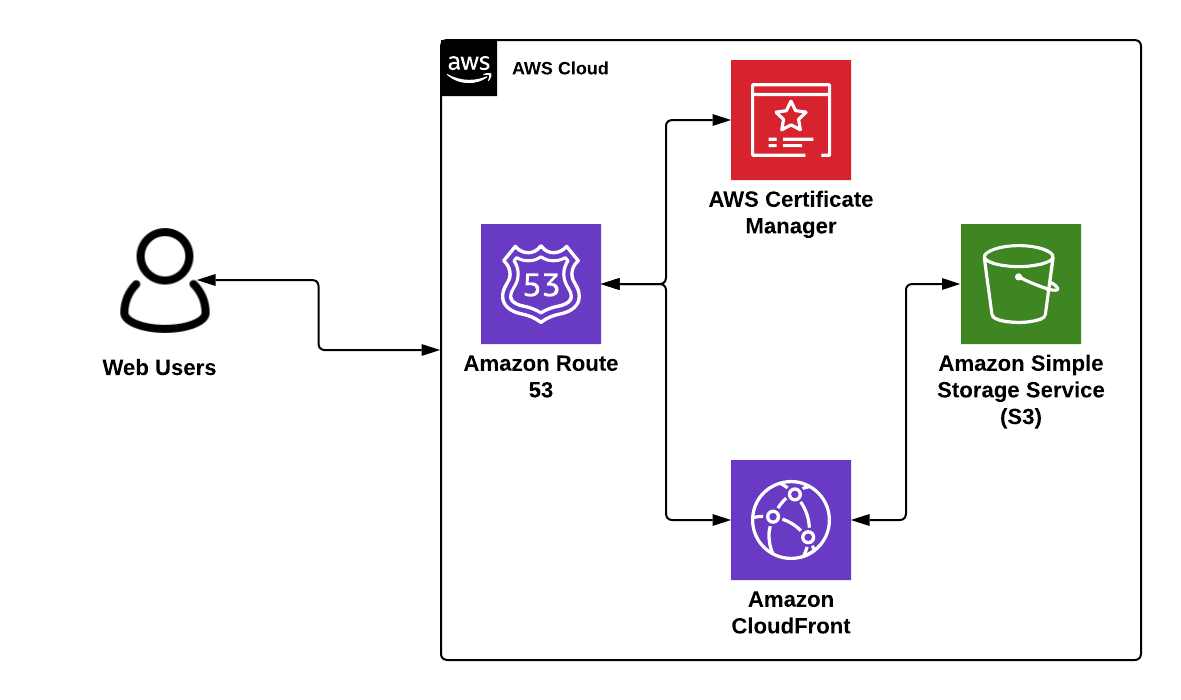 aws
AWS Cloud
AWS Certificate
Manager
53
Amazon Route
53
Web Users
Amazon Simple
Storage Service
(S3)
Amazon
CloudFront